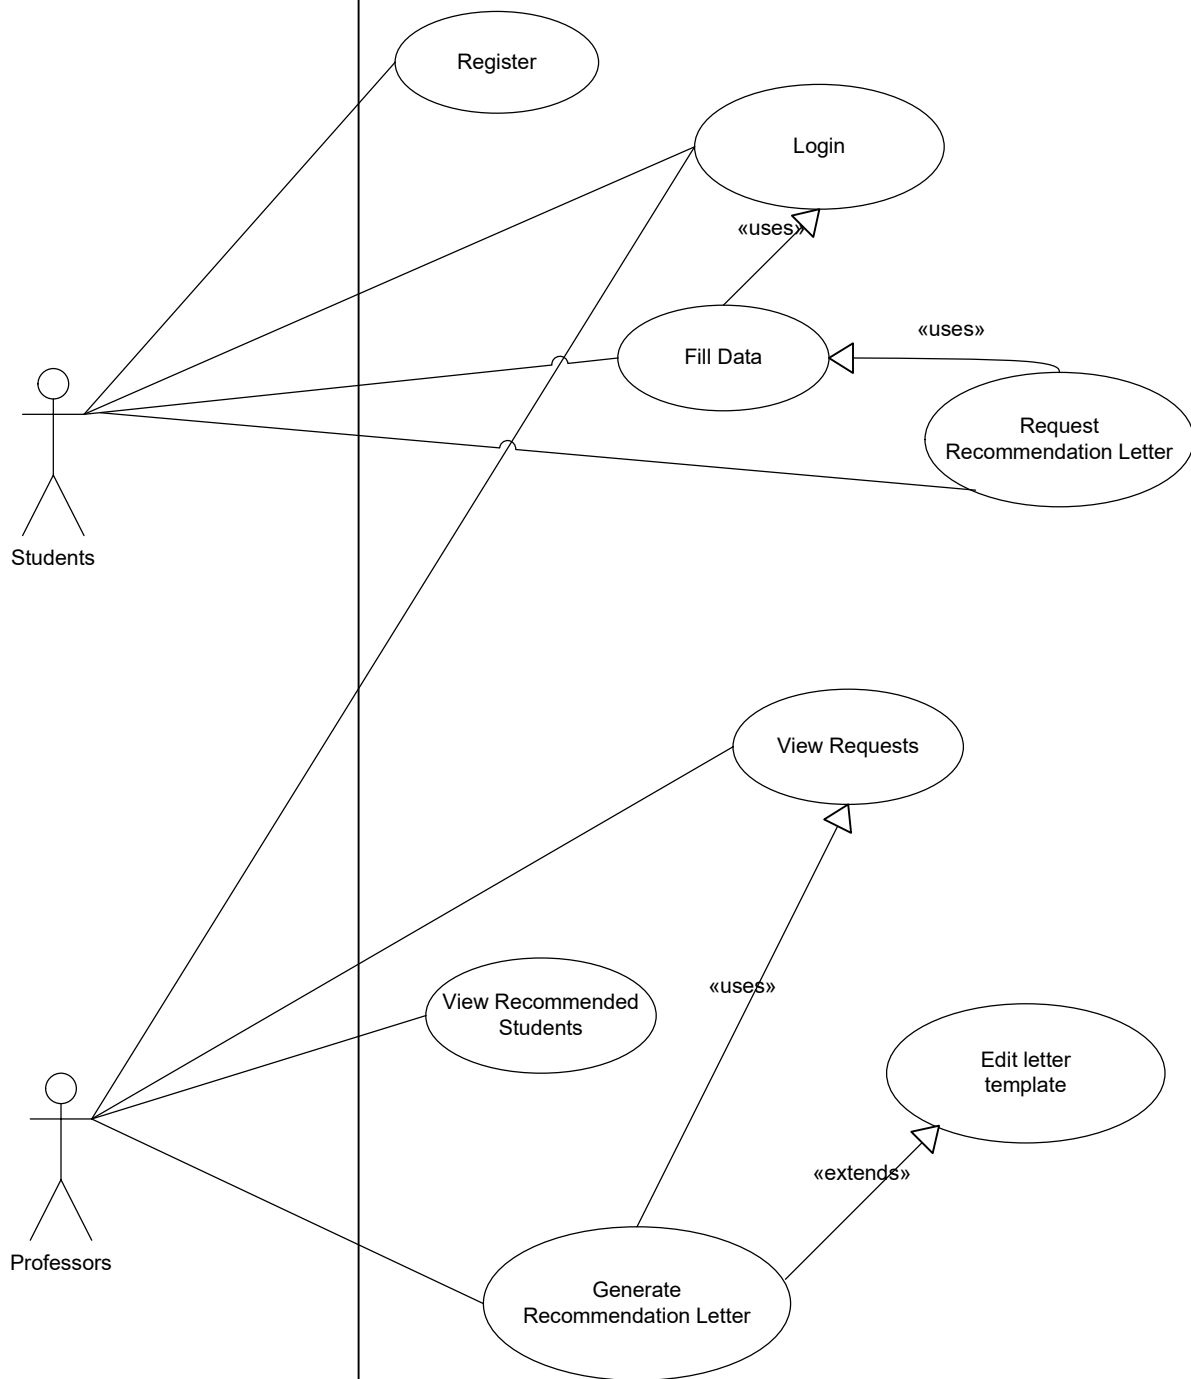 Register
Login
«uses»
«uses»
Fill Data
Request
Recommendation Letter
Students
View Requests
«uses»
View Recommended
Students
Edit letter
template
«extends»
Professors
Generate
Recommendation Letter